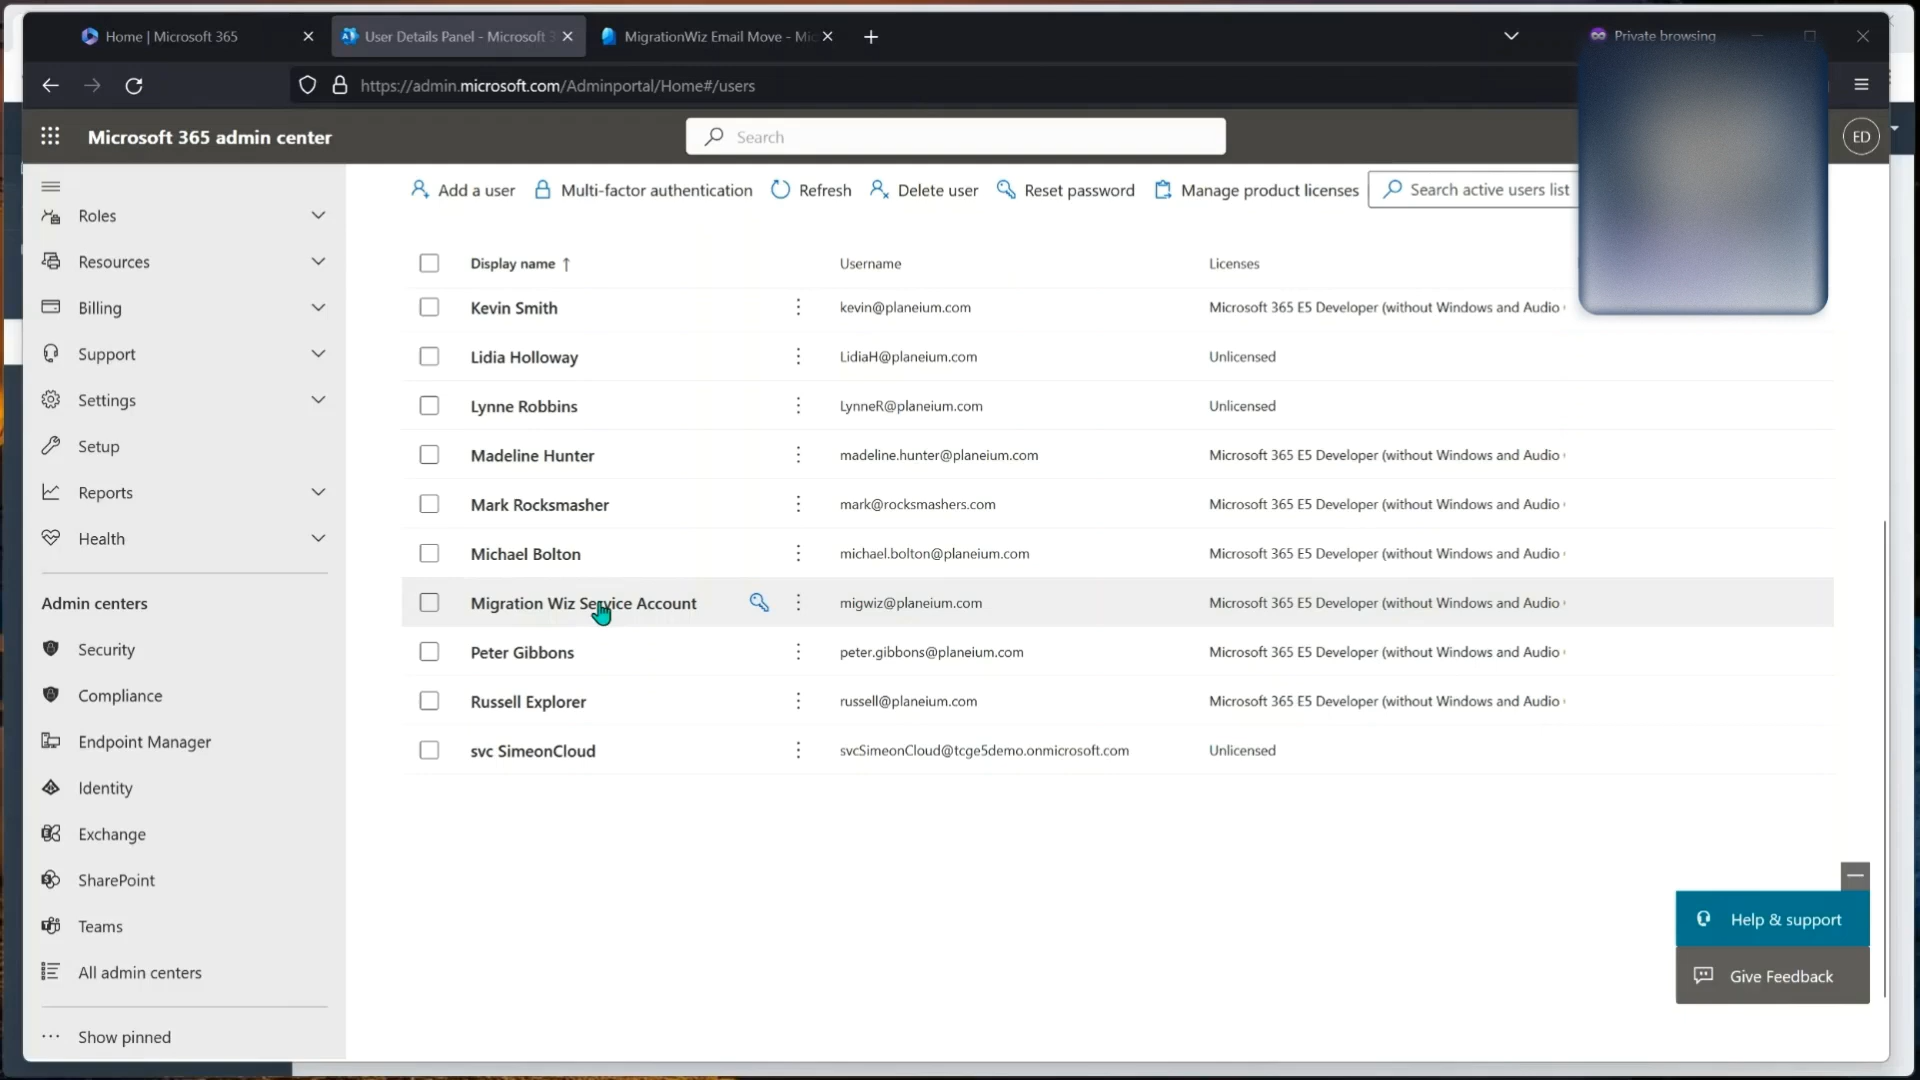 Home | Microsoft 365
User Details Panel - Microsoft 3
MigrationWiz Email Move - Mic
Private browsing
https://admin.microsoft.com/Adminportal/Home#/users
Microsoft 365 admin center
Search
ED
Add a user
Multi-factor authentication
Refresh
Delete user
Reset password
Manage product licenses
Search active users list
Roles
Resources
Billing
Support
Settings
Setup
Reports
Health
Admin centers
Security
Compliance
Endpoint Manager
Identity
Exchange
SharePoint
Teams
All admin centers
Show pinned
Display name ↑ Username Licenses
Kevin Smith kevin@planeium.com Microsoft 365 E5 Developer (without Windows and Audio
Lidia Holloway LidiaH@planeium.com Unlicensed
Lynne Robbins LynneR@planeium.com Unlicensed
Madeline Hunter madeline.hunter@planeium.com Microsoft 365 E5 Developer (without Windows and Audio
Mark Rocksmasher mark@rocksmashers.com Microsoft 365 E5 Developer (without Windows and Audio
Michael Bolton michael.bolton@planeium.com Microsoft 365 E5 Developer (without Windows and Audio
Migration Wiz Service Account migwiz@planeium.com Microsoft 365 E5 Developer (without Windows and Audio
Peter Gibbons peter.gibbons@planeium.com Microsoft 365 E5 Developer (without Windows and Audio
Russell Explorer russell@planeium.com Microsoft 365 E5 Developer (without Windows and Audio
svc SimeonCloud svcSimeonCloud@tcge5demo.onmicrosoft.com Unlicensed
Help & support
Give Feedback